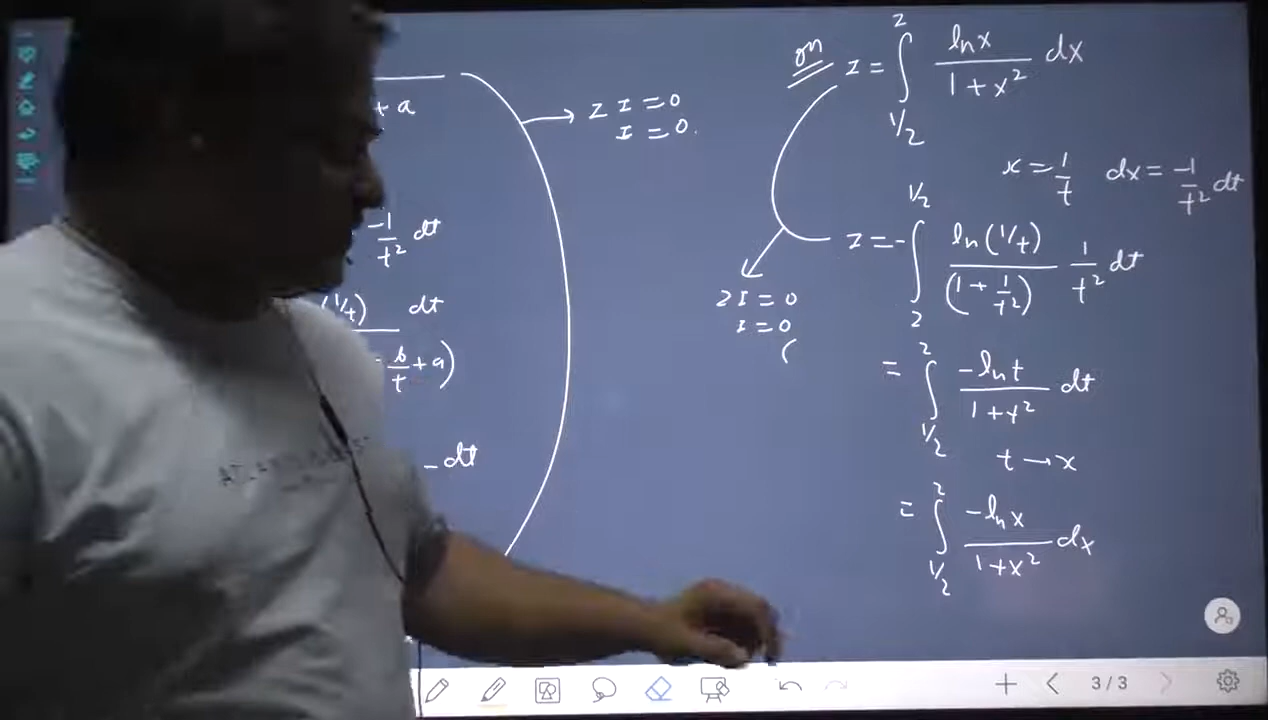 + a
→ 2 I = 0
I = 0.
-1/t² dt
(1/t) dt
b/t + a)
- dt
I = ∫_{1/2}^{2} ln x / (1 + x²) dx
x = 1/t dx = -1/t² dt
I = - ∫_{2}^{1/2} ln(1/t) / (1 + 1/t²) 1/t² dt
2I = 0
I = 0
(
= ∫_{1/2}^{2} -ln t / (1 + t²) dt
t → x
= ∫_{1/2}^{2} -ln x / (1 + x²) dx
3/3